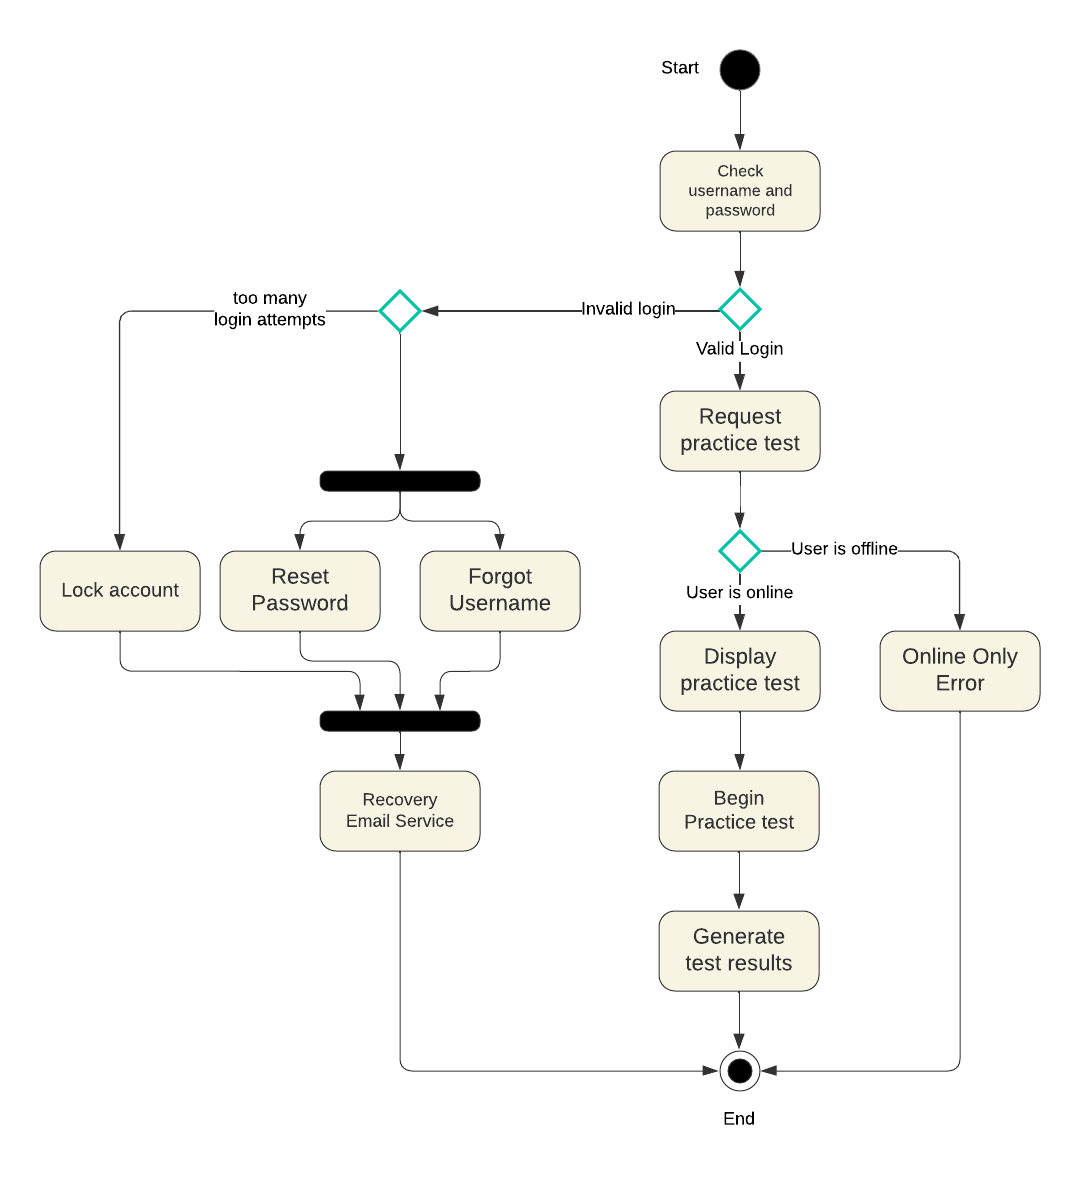 Start
Check
username and
password
too many
login attempts
Invalid login
Valid Login
Request
practice test
User is offline
Lock account
Reset
Password
Forgot
Username
User is online
Display
practice test
Online Only
Error
Recovery
Email Service
Begin
Practice test
Generate
test results
End